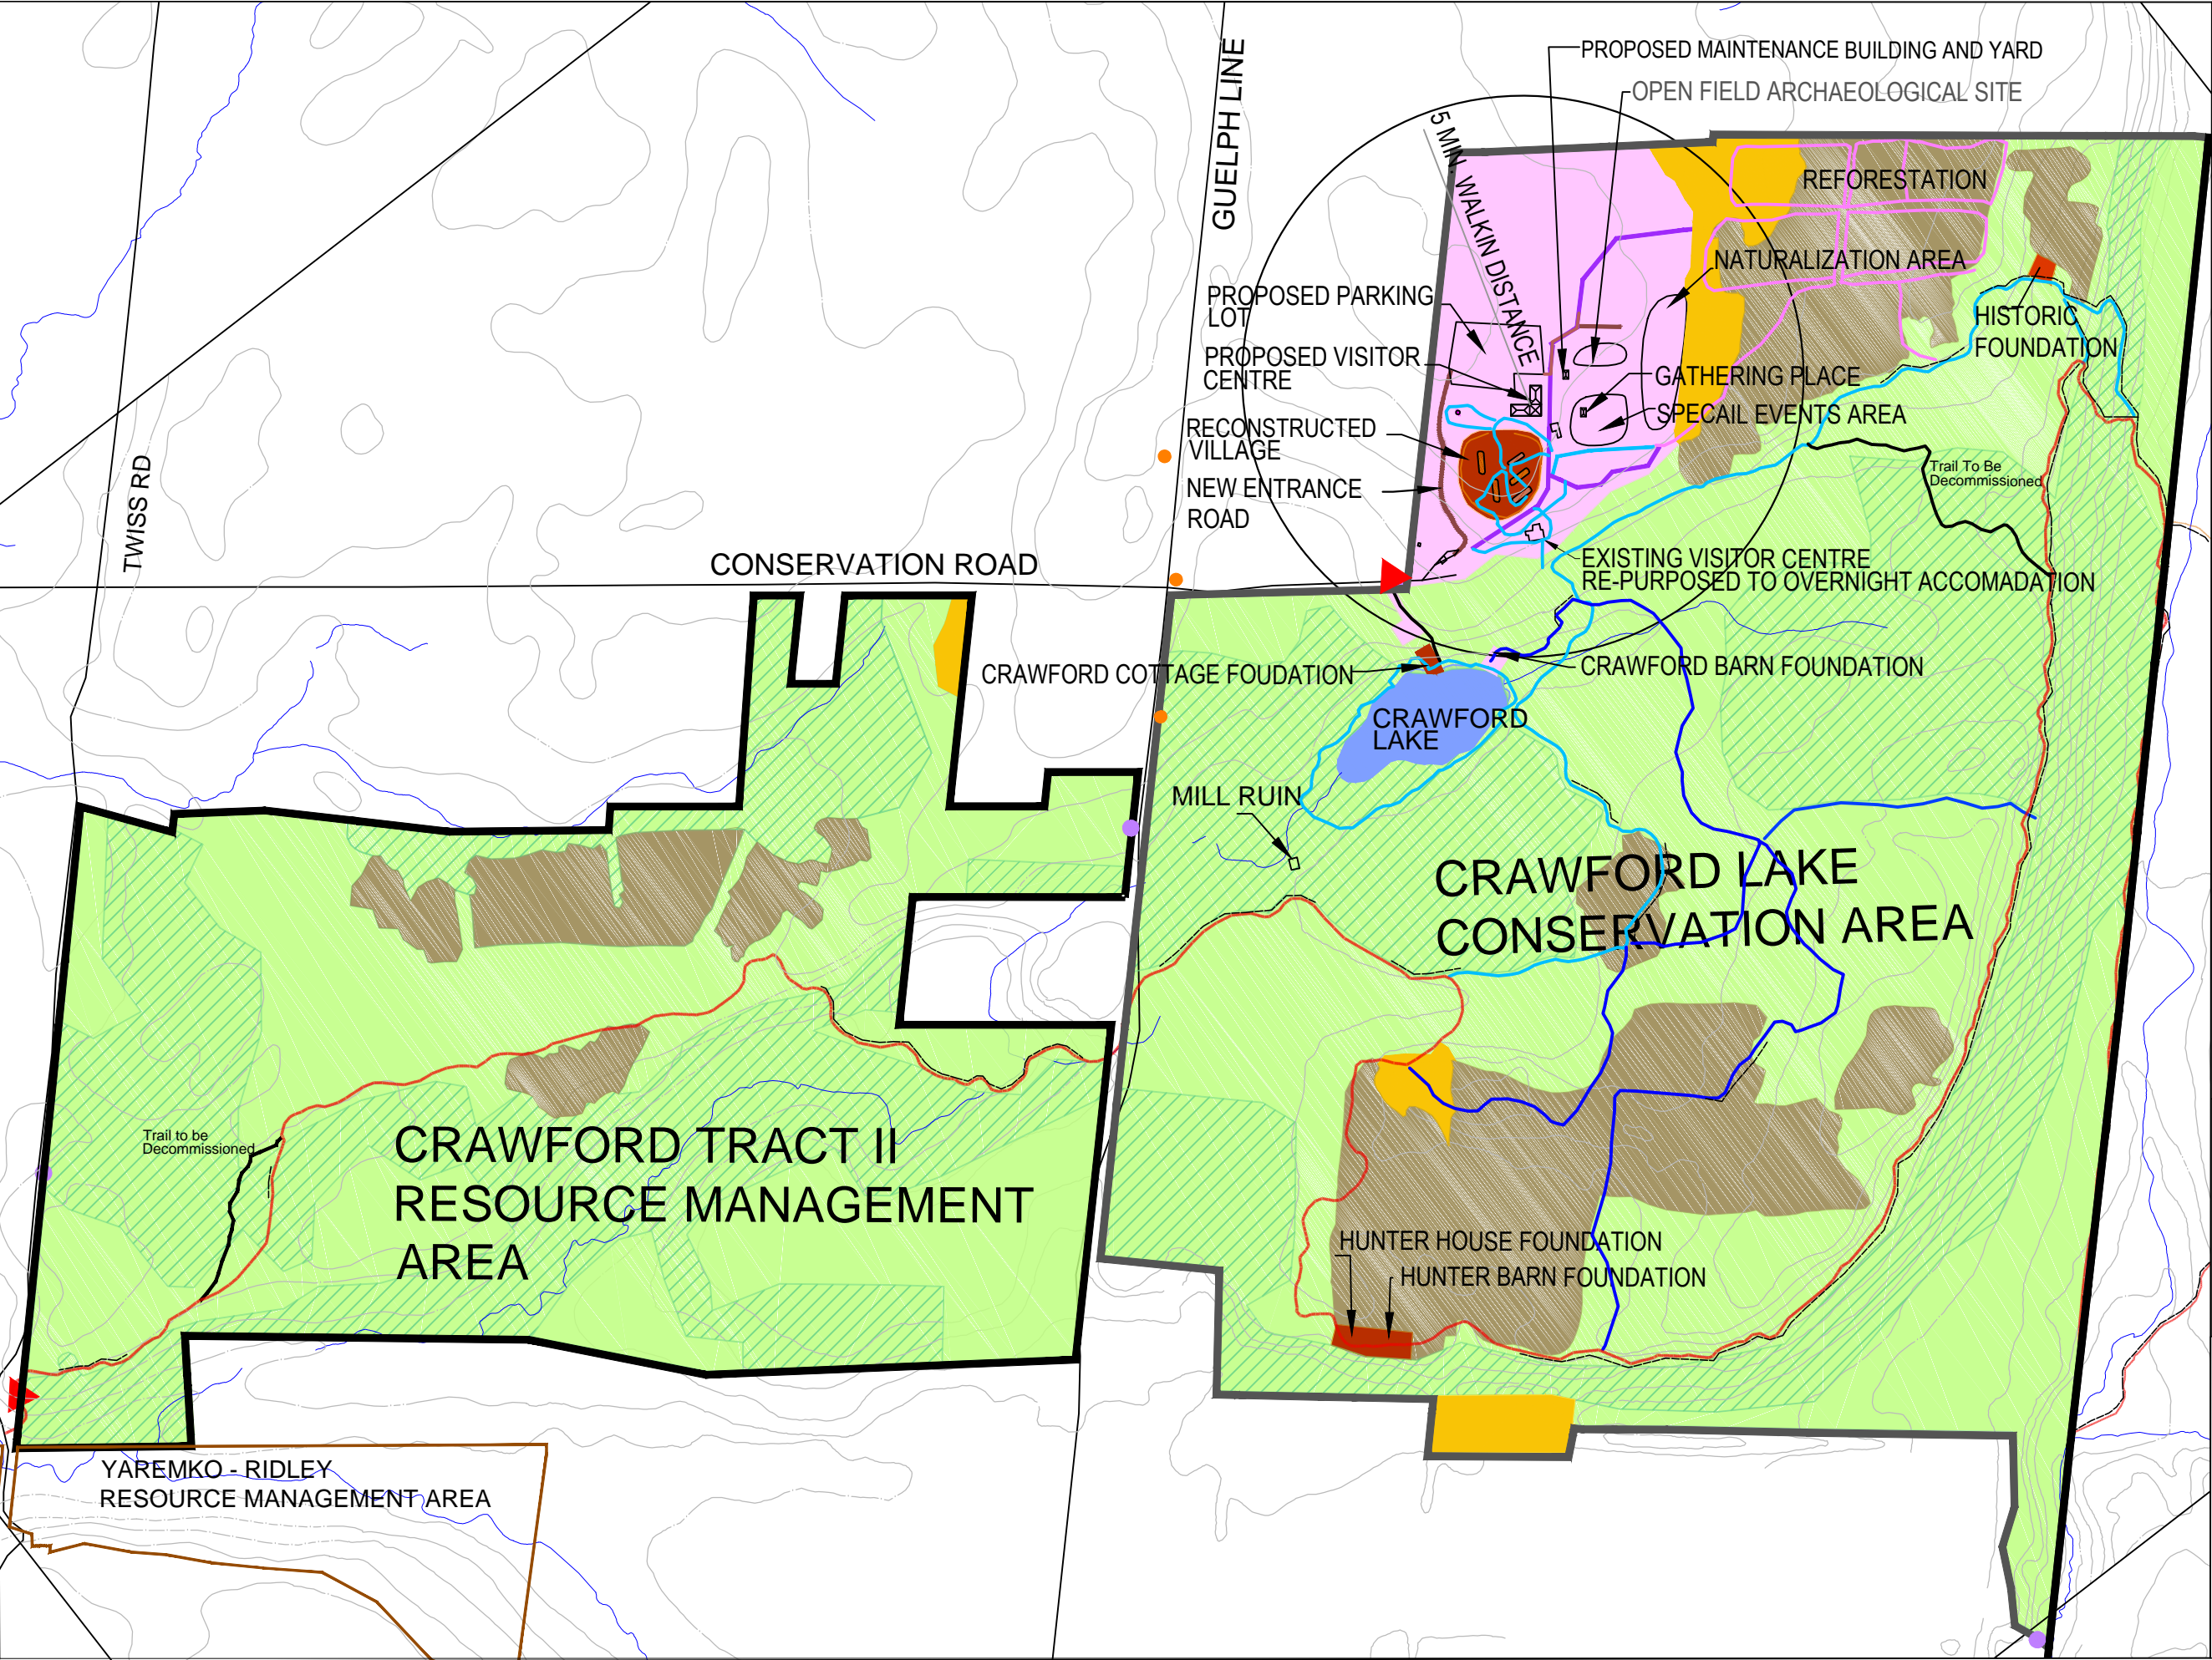 PROPOSED MAINTENANCE BUILDING AND YARD
OPEN FIELD ARCHAEOLOGICAL SITE
GUELPH LINE
5 MIN. WALKIN DISTANCE
REFORESTATION
NATURALIZATION AREA
PROPOSED PARKING
LOT
HISTORIC
FOUNDATION
PROPOSED VISITOR
CENTRE
GATHERING PLACE
SPECAIL EVENTS AREA
RECONSTRUCTED
VILLAGE
NEW ENTRANCE
ROAD
Trail To Be
Decommissioned
TWISS RD
CONSERVATION ROAD
EXISTING VISITOR CENTRE
RE-PURPOSED TO OVERNIGHT ACCOMADATION
CRAWFORD COTTAGE FOUDATION
CRAWFORD BARN FOUNDATION
CRAWFORD
LAKE
MILL RUIN
CRAWFORD LAKE
CONSERVATION AREA
Trail to be
Decommissioned
CRAWFORD TRACT II
RESOURCE MANAGEMENT
AREA
HUNTER HOUSE FOUNDATION
HUNTER BARN FOUNDATION
YAREMKO - RIDLEY
RESOURCE MANAGEMENT AREA